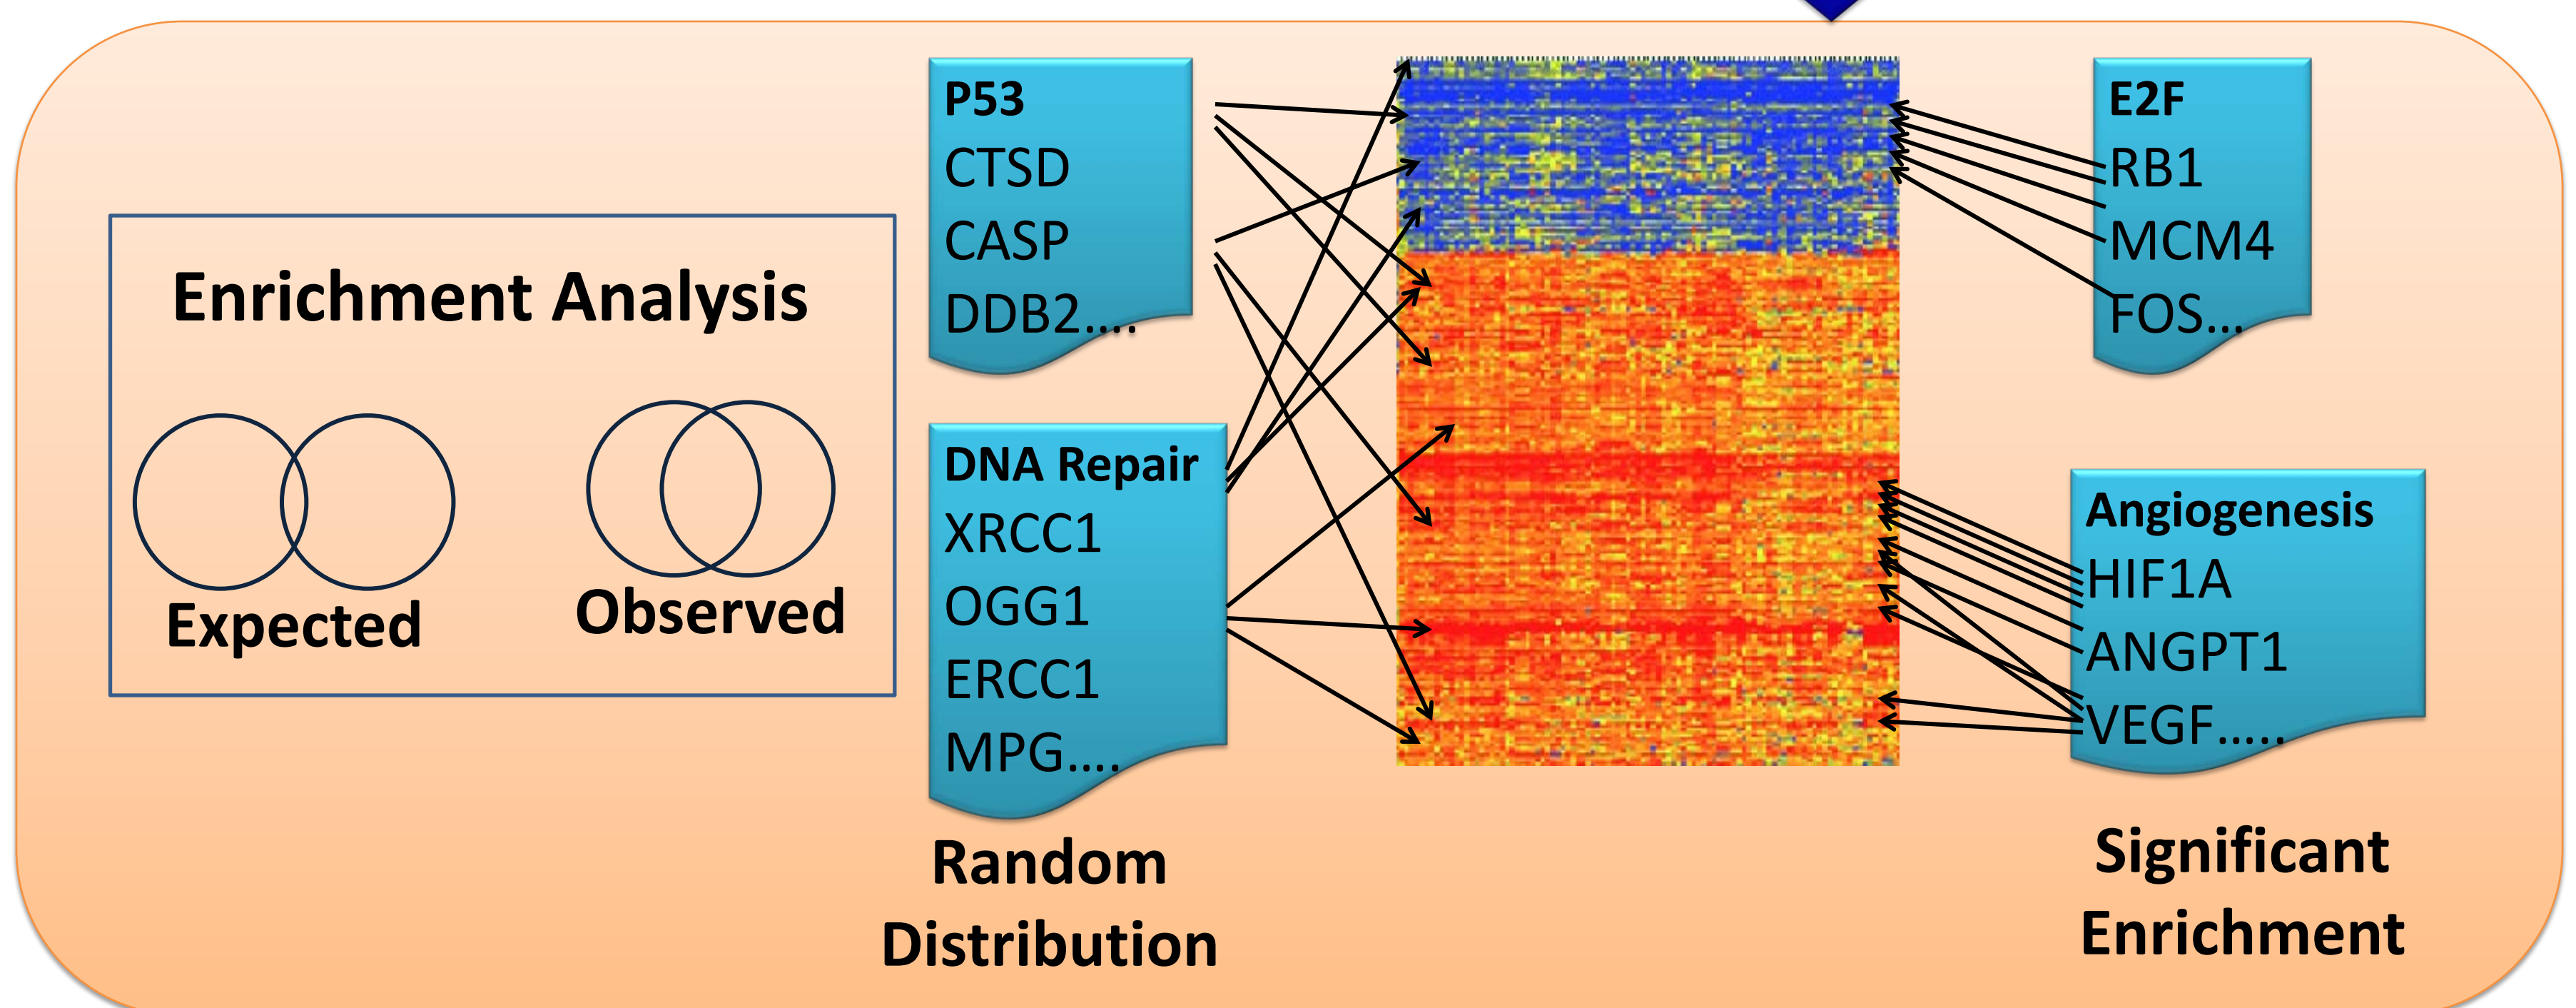 Enrichment Analysis
Expected
Observed
P53
CTSD
CASP
DDB2....
DNA Repair
XRCC1
OGG1
ERCC1
MPG....
Random
Distribution
E2F
RB1
MCM4
FOS...
Angiogenesis
HIF1A
ANGPT1
VEGF.....
Significant
Enrichment